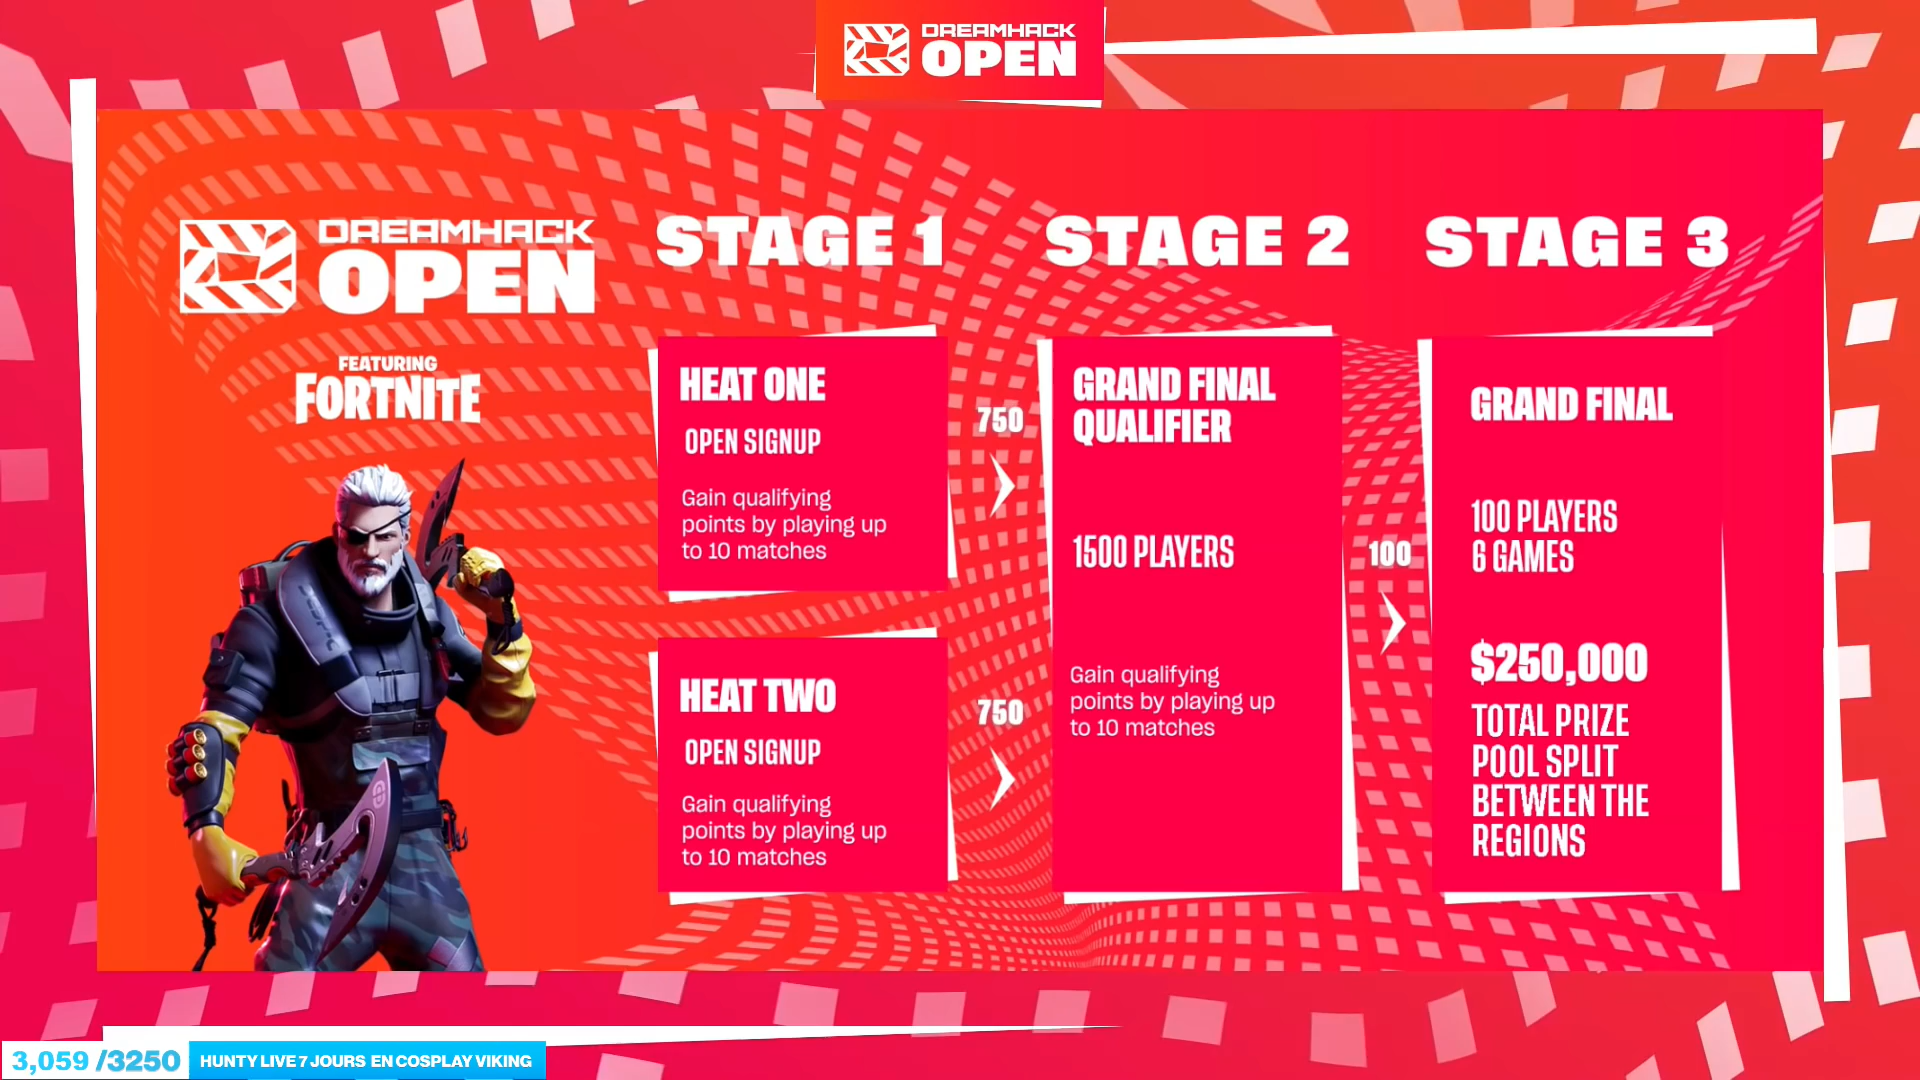 DREAMHACK
OPEN
DREAMHACK
OPEN
FEATURING
FORTNITE
STAGE 1
HEAT ONE
OPEN SIGNUP
Gain qualifying
points by playing up
to 10 matches
750
HEAT TWO
OPEN SIGNUP
Gain qualifying
points by playing up
to 10 matches
750
STAGE 2
GRAND FINAL
QUALIFIER
1500 PLAYERS
Gain qualifying
points by playing up
to 10 matches
100
STAGE 3
GRAND FINAL
100 PLAYERS
6 GAMES
$250,000
TOTAL PRIZE
POOL SPLIT
BETWEEN THE
REGIONS
3,059 /3250 HUNTY LIVE 7 JOURS EN COSPLAY VIKING